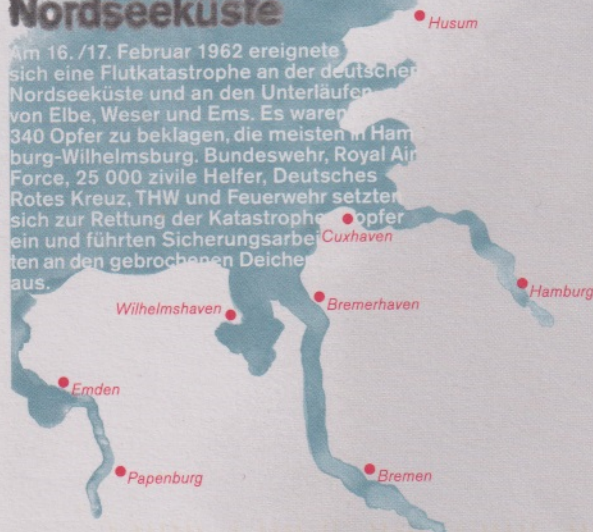 Nordseeküste
Husum
Am 16./17. Februar 1962 ereignete
sich eine Flutkatastrophe an der deutschen
Nordseeküste und an den Unterläufen
von Elbe, Weser und Ems. Es waren
340 Opfer zu beklagen, die meisten in Ham
burg-Wilhelmsburg. Bundeswehr, Royal Air
Force, 25 000 zivile Helfer, Deutsches
Rotes Kreuz, THW und Feuerwehr setzten
sich zur Rettung der Katastrophenopfer
ein und führten Sicherungsarbei
ten an den gebrochenen Deichen
aus.
Cuxhaven
Hamburg
Wilhelmshaven
Bremerhaven
Emden
Papenburg
Bremen